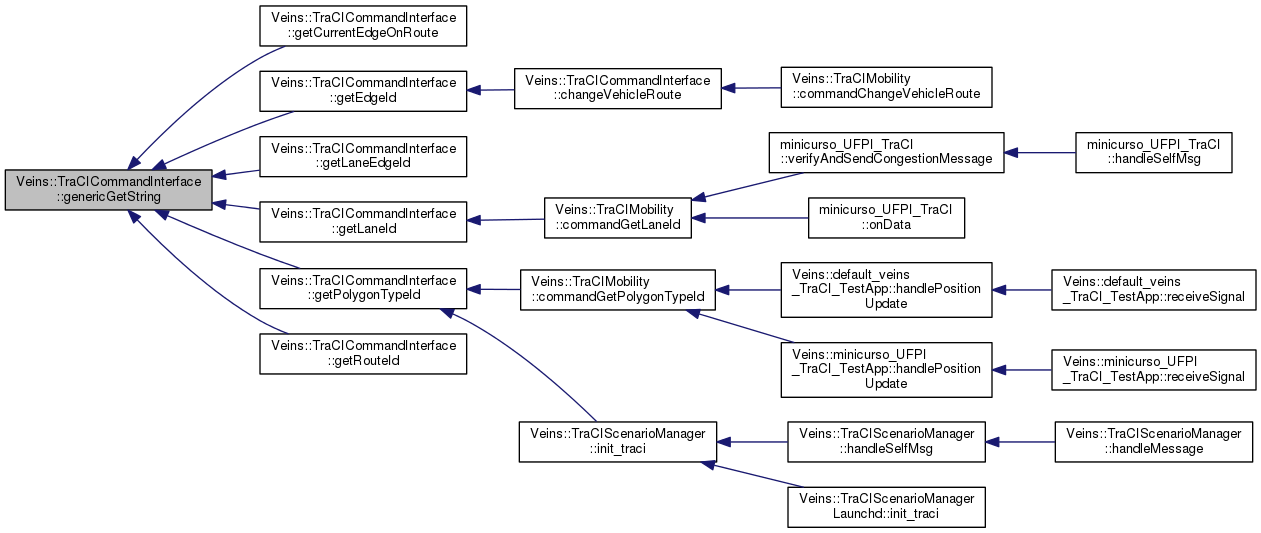 Veins::TraCICommandInterface
::getCurrentEdgeOnRoute
Veins::TraCICommandInterface
::getEdgeId
Veins::TraCICommandInterface
::changeVehicleRoute
Veins::TraCIMobility
::commandChangeVehicleRoute
Veins::TraCICommandInterface
::getLaneEdgeId
minicurso_UFPI_TraCI
::verifyAndSendCongestionMessage
minicurso_UFPI_TraCI
::handleSelfMsg
Veins::TraCICommandInterface
::genericGetString
Veins::TraCICommandInterface
::getLaneId
Veins::TraCIMobility
::commandGetLaneId
minicurso_UFPI_TraCI
::onData
Veins::TraCICommandInterface
::getPolygonTypeId
Veins::TraCIMobility
::commandGetPolygonTypeId
Veins::default_veins
_TraCI_TestApp::handlePosition
Update
Veins::default_veins
_TraCI_TestApp::receiveSignal
Veins::TraCICommandInterface
::getRouteId
Veins::minicurso_UFPI
_TraCI_TestApp::handlePosition
Update
Veins::minicurso_UFPI
_TraCI_TestApp::receiveSignal
Veins::TraCIScenarioManager
::init_traci
Veins::TraCIScenarioManager
::handleSelfMsg
Veins::TraCIScenarioManager
::handleMessage
Veins::TraCIScenarioManager
Launchd::init_traci